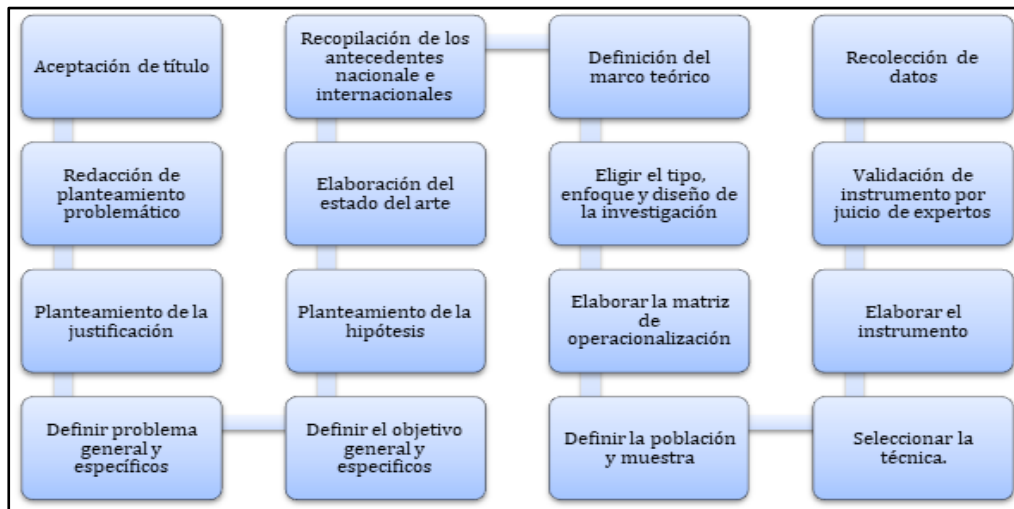 Aceptación de título
Redacción de
planteamiento
problemático
Planteamiento de la
justificación
Definir problema
general y
específicos
Definir el objetivo
general y
especificos
Planteamiento de la
hipótesis
Elaboración del
estado del arte
Recopilación de los
antecedentes
nacionale e
internacionales
Definición del
marco teórico
Eligir el tipo,
enfoque y diseño de
la investigación
Elaborar la matriz
de
operacionalización
Definir la población
y muestra
Seleccionar la
técnica.
Elaborar el
instrumento
Validación de
instrumento por
juicio de expertos
Recolección de
datos